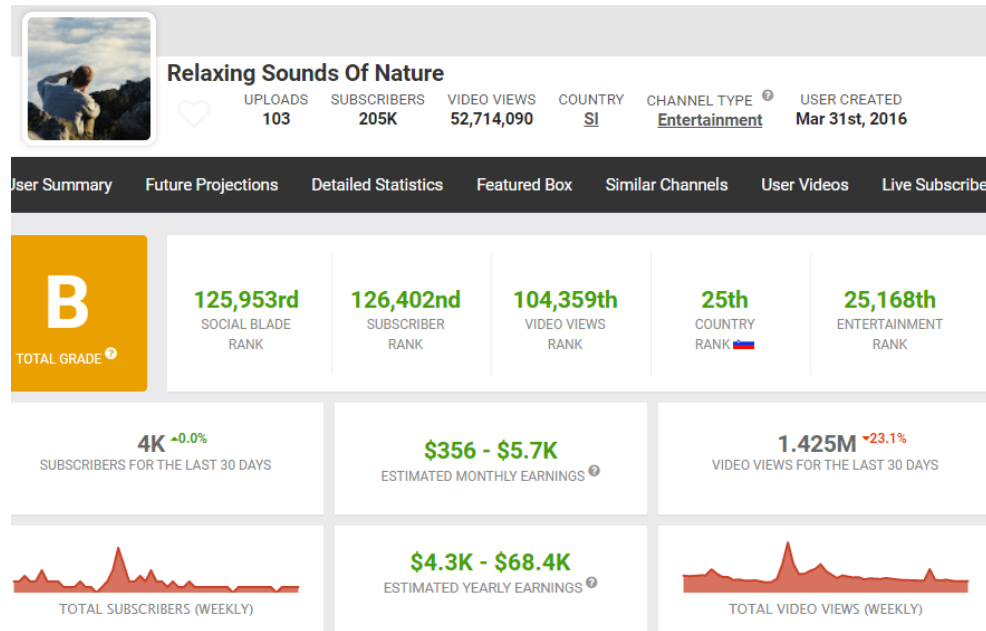 Relaxing Sounds Of Nature
UPLOADS SUBSCRIBERS VIDEO VIEWS COUNTRY CHANNEL TYPE ? USER CREATED
103 205K 52,714,090 SI Entertainment Mar 31st, 2016
User Summary Future Projections Detailed Statistics Featured Box Similar Channels User Videos Live Subscribe
B
TOTAL GRADE ?
125,953rd 126,402nd 104,359th 25th 25,168th
SOCIAL BLADE SUBSCRIBER VIDEO VIEWS COUNTRY ENTERTAINMENT
RANK RANK RANK RANK RANK
4K 0.0%
SUBSCRIBERS FOR THE LAST 30 DAYS
$356 - $5.7K
ESTIMATED MONTHLY EARNINGS ?
1.425M 23.1%
VIDEO VIEWS FOR THE LAST 30 DAYS
TOTAL SUBSCRIBERS (WEEKLY)
$4.3K - $68.4K
ESTIMATED YEARLY EARNINGS ?
TOTAL VIDEO VIEWS (WEEKLY)